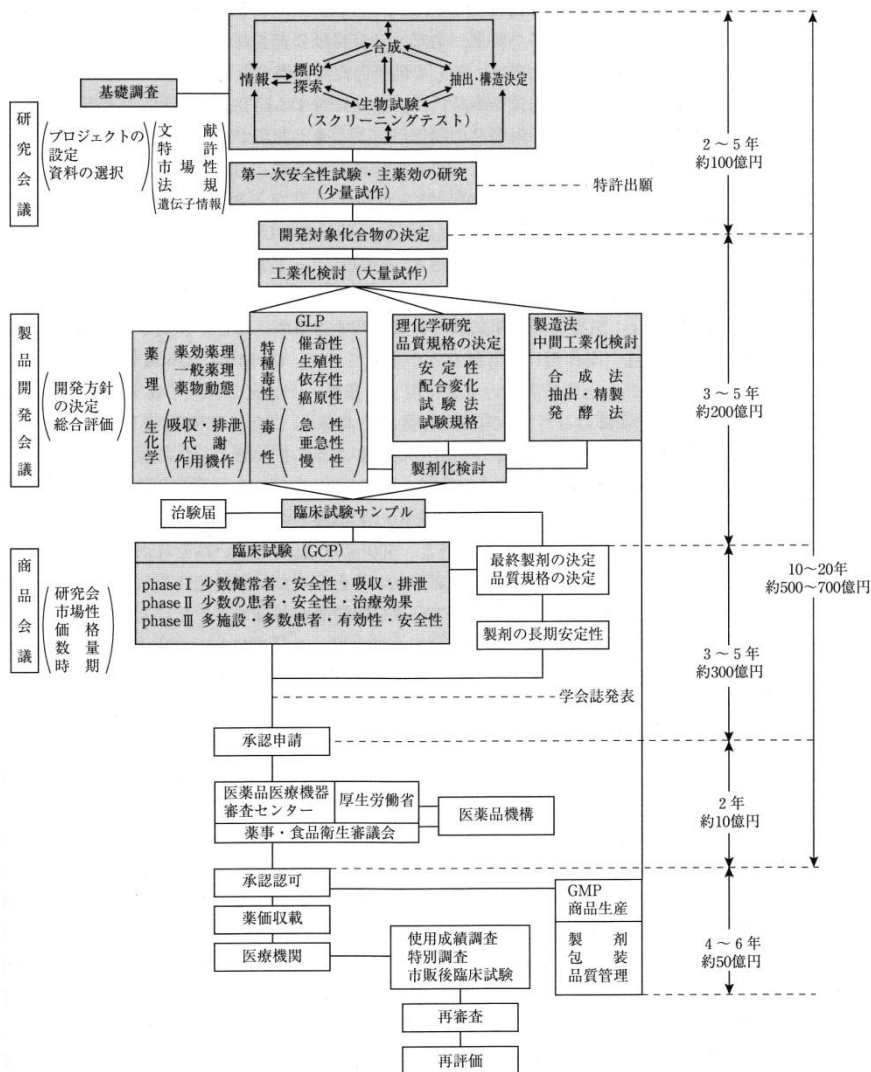 合成
情報
標的
探索
抽出・構造決定
生物試験
(スクリーニングテスト)
基礎調査
研究会議
プロジェクトの
設定
資料の選択
文献
特許
市場性
法規
遺伝子情報
第一次安全性試験・主薬効の研究
(少量試作)
特許出願
2～5年
約100億円
開発対象化合物の決定
工業化検討(大量試作)
製品開発会議
開発方針
の決定
総合評価
薬理
薬効薬理
一般薬理
薬物動態
生化学
吸収・排泄
代謝
作用機作
GLP
特種毒性
催奇性
生殖性
依存性
癌原性
毒性
急性
亜急性
慢性
理化学研究
品質規格の決定
安定性
配合変化
試験法
試験規格
製造法
中間工業化検討
合成法
抽出・精製
発酵法
製剤化検討
3～5年
約200億円
治験届
臨床試験サンプル
商品会議
研究会
市場性
価格
数量
時期
臨床試験(GCP)
phaseⅠ 少数健常者・安全性・吸収・排泄
phaseⅡ 少数の患者・安全性・治療効果
phaseⅢ 多施設・多数患者・有効性・安全性
最終製剤の決定
品質規格の決定
製剤の長期安定性
学会誌発表
3～5年
約300億円
10～20年
約500～700億円
承認申請
医薬品医療機器
審査センター
厚生労働省
薬事・食品衛生審議会
医薬品機構
2年
約10億円
承認認可
薬価収載
医療機関
使用成績調査
特別調査
市販後臨床試験
GMP
商品生産
製剤
包装
品質管理
4～6年
約50億円
再審査
再評価